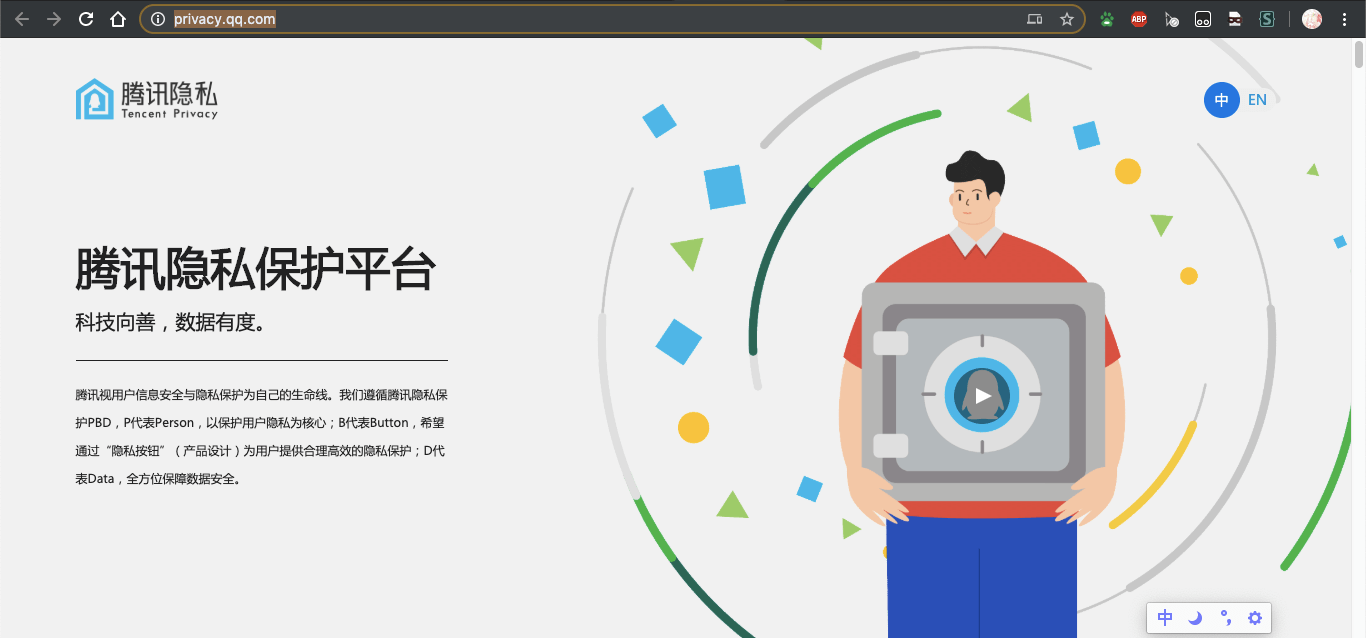 privacy.qq.com
ABP
S
腾讯隐私
Tencent Privacy
中 EN
腾讯隐私保护平台
科技向善，数据有度。
腾讯视用户信息安全与隐私保护为自己的生命线。我们遵循腾讯隐私保
护PBD，P代表Person，以保护用户隐私为核心；B代表Button，希望
通过“隐私按钮”（产品设计）为用户提供合理高效的隐私保护；D代
表Data，全方位保障数据安全。
中